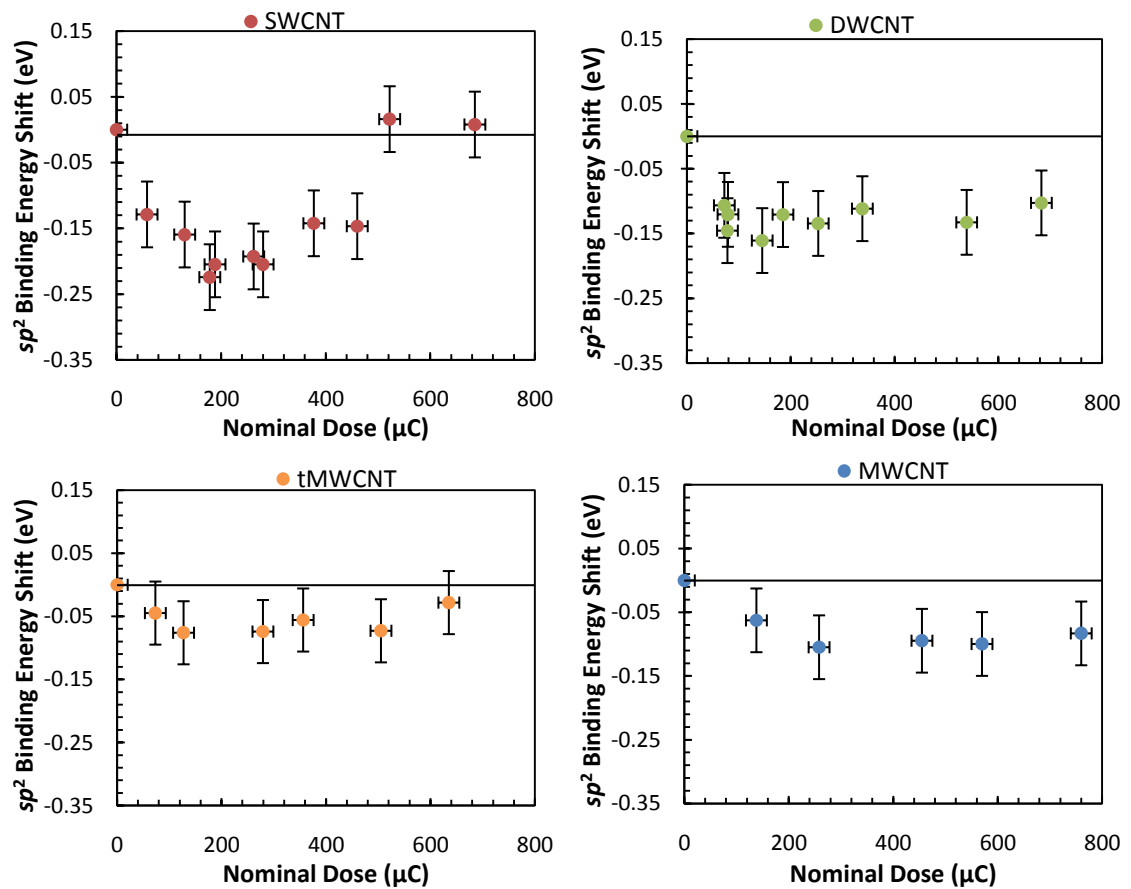 SWCNT
0.15
0.05
-0.05
-0.15
-0.25
-0.35
sp² Binding Energy Shift (eV)
0 200 400 600 800
Nominal Dose (µC)
DWCNT
0.15
0.05
-0.05
-0.15
-0.25
-0.35
sp² Binding Energy Shift (eV)
0 200 400 600 800
Nominal Dose (µC)
tMWCNT
0.15
0.05
-0.05
-0.15
-0.25
-0.35
sp² Binding Energy Shift (eV)
0 200 400 600 800
Nominal Dose (µC)
MWCNT
0.15
0.05
-0.05
-0.15
-0.25
-0.35
sp² Binding Energy Shift (eV)
0 200 400 600 800
Nominal Dose (µC)